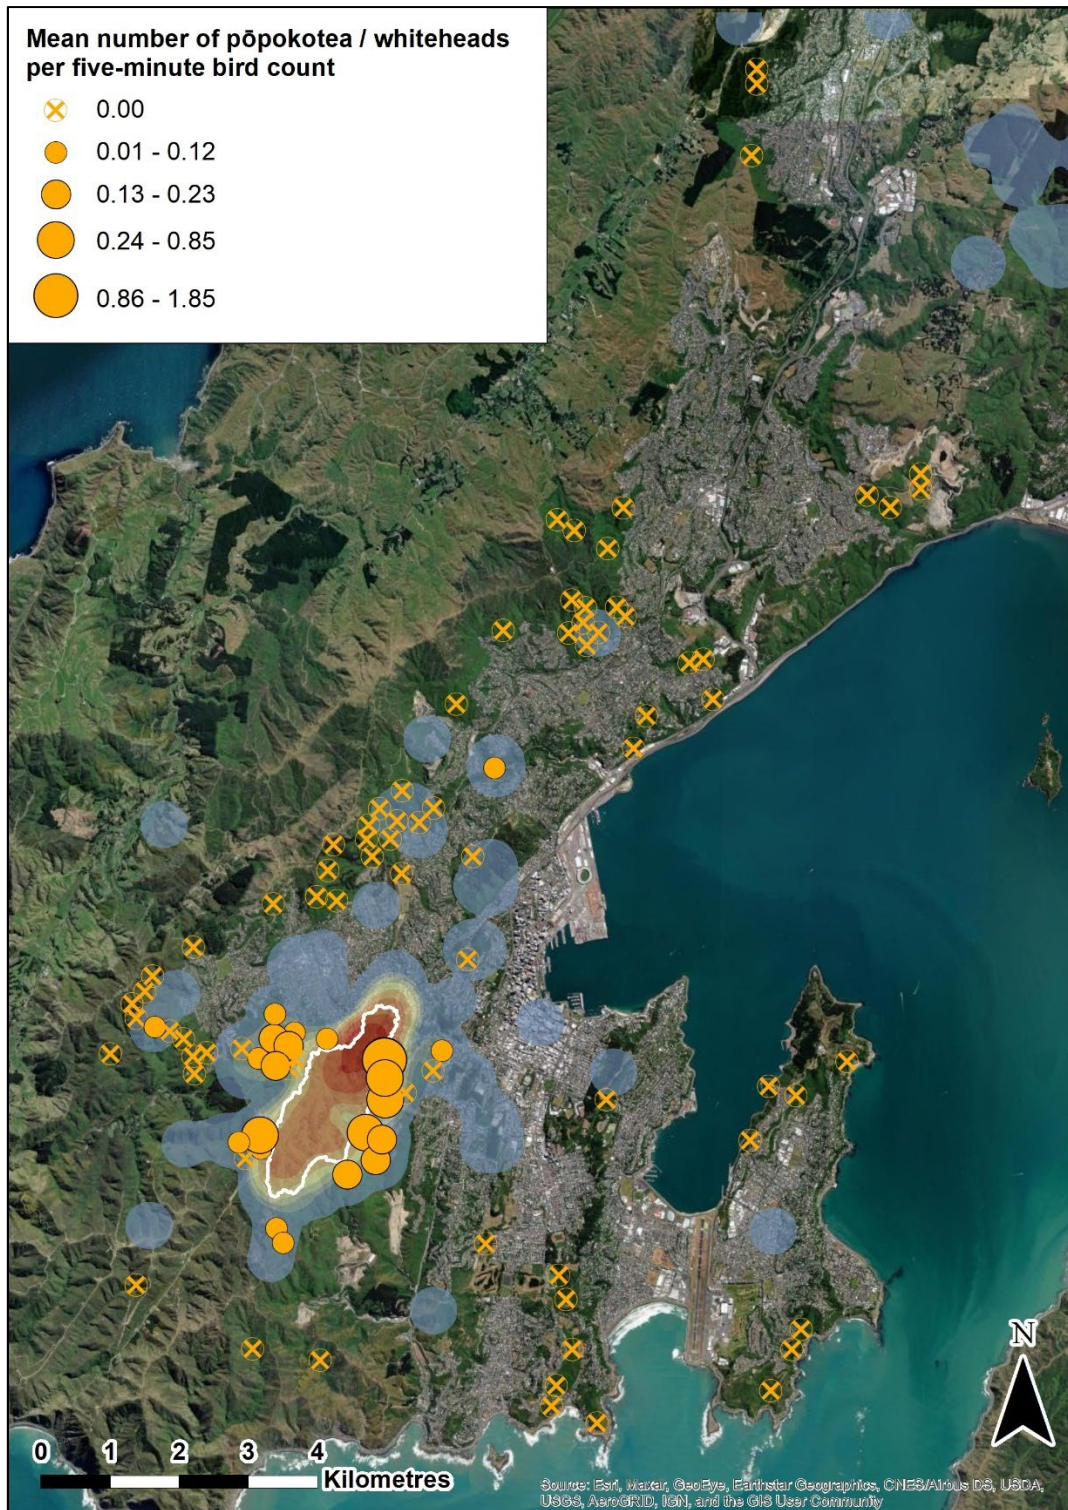 Mean number of pōpokotea / whiteheads
per five-minute bird count
0.00
0.01 - 0.12
0.13 - 0.23
0.24 - 0.85
0.86 - 1.85
N
0 1 2 3 4
Kilometres
Source: Esri, Maxar, GeoEye, Earthstar Geographics, CNES/Airbus DS, USDA,
USGS, AeroGRID, IGN, and the GIS User Community